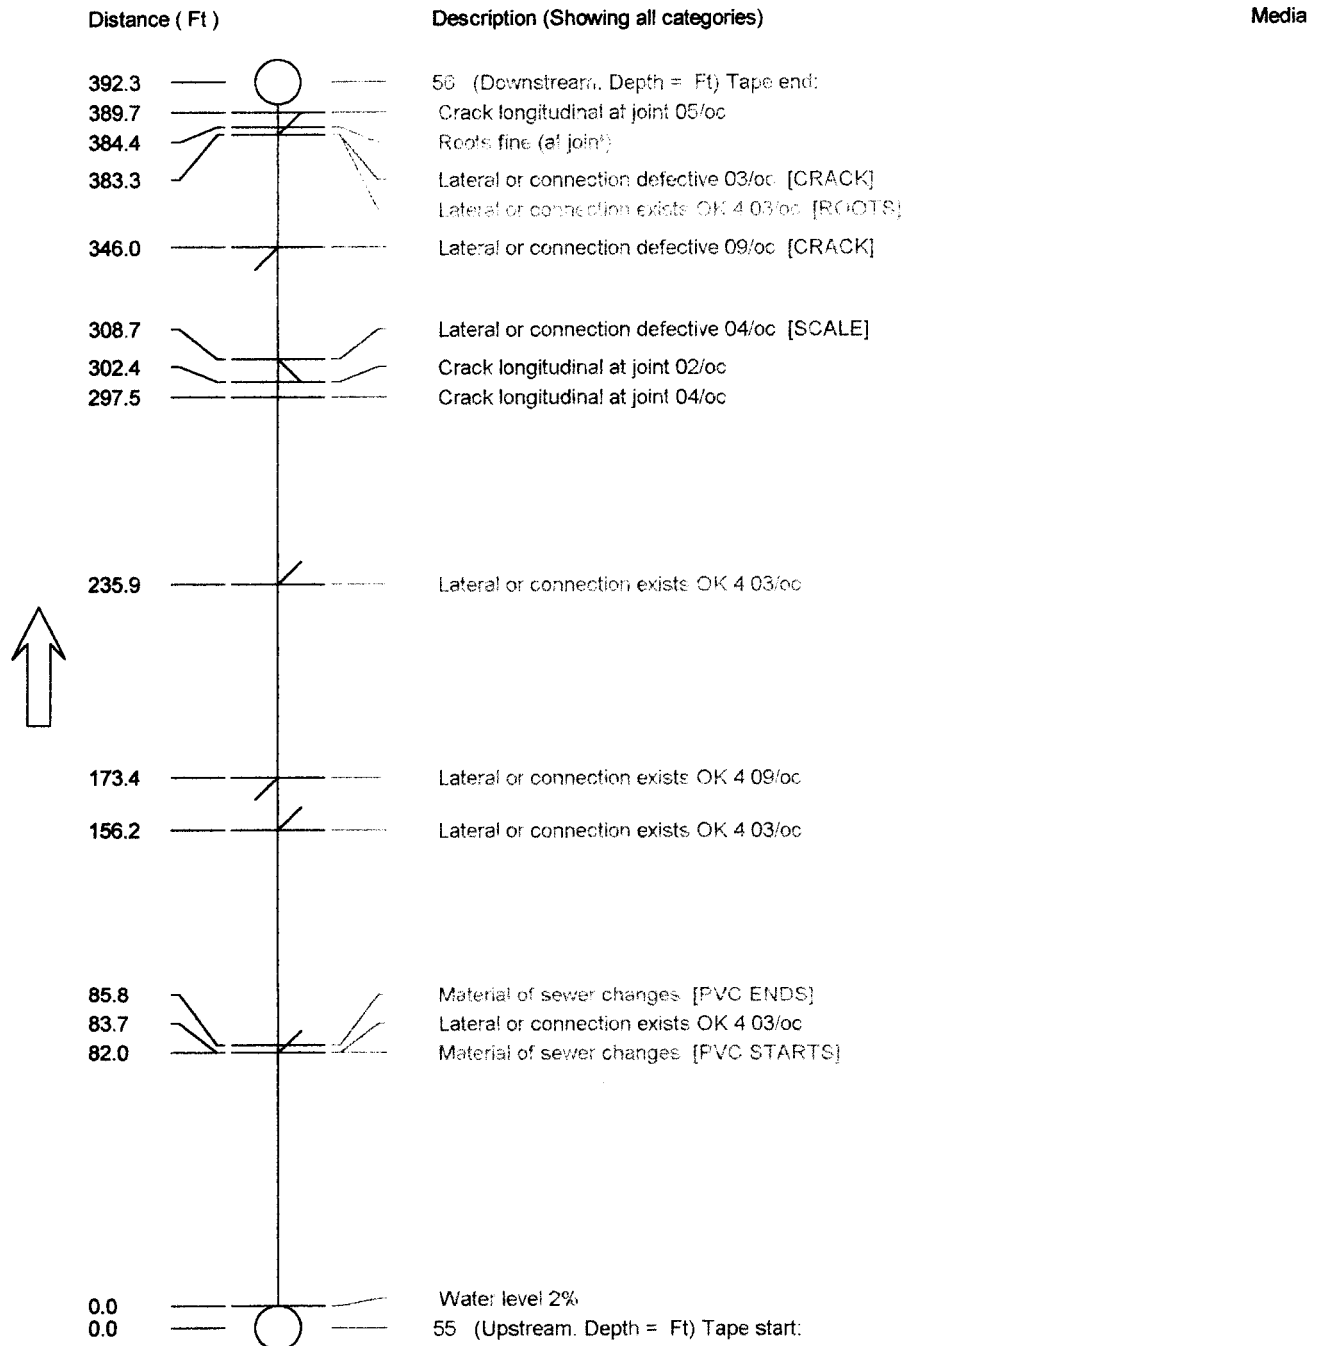 Distance ( Ft ) Description (Showing all categories) Media
392.3 56 (Downstream. Depth = Ft) Tape end:
389.7 Crack longitudinal at joint 05/oc
384.4 Roots fine (at joint)
383.3 Lateral or connection defective 03/oc [CRACK]
Lateral or connection exists OK 4 03/oc [ROOTS]
346.0 Lateral or connection defective 09/oc [CRACK]
308.7 Lateral or connection defective 04/oc [SCALE]
302.4 Crack longitudinal at joint 02/oc
297.5 Crack longitudinal at joint 04/oc
235.9 Lateral or connection exists OK 4 03/oc
173.4 Lateral or connection exists OK 4 09/oc
156.2 Lateral or connection exists OK 4 03/oc
85.8 Material of sewer changes [PVC ENDS]
83.7 Lateral or connection exists OK 4 03/oc
82.0 Material of sewer changes [PVC STARTS]
0.0 Water level 2%
0.0 55 (Upstream. Depth = Ft) Tape start: